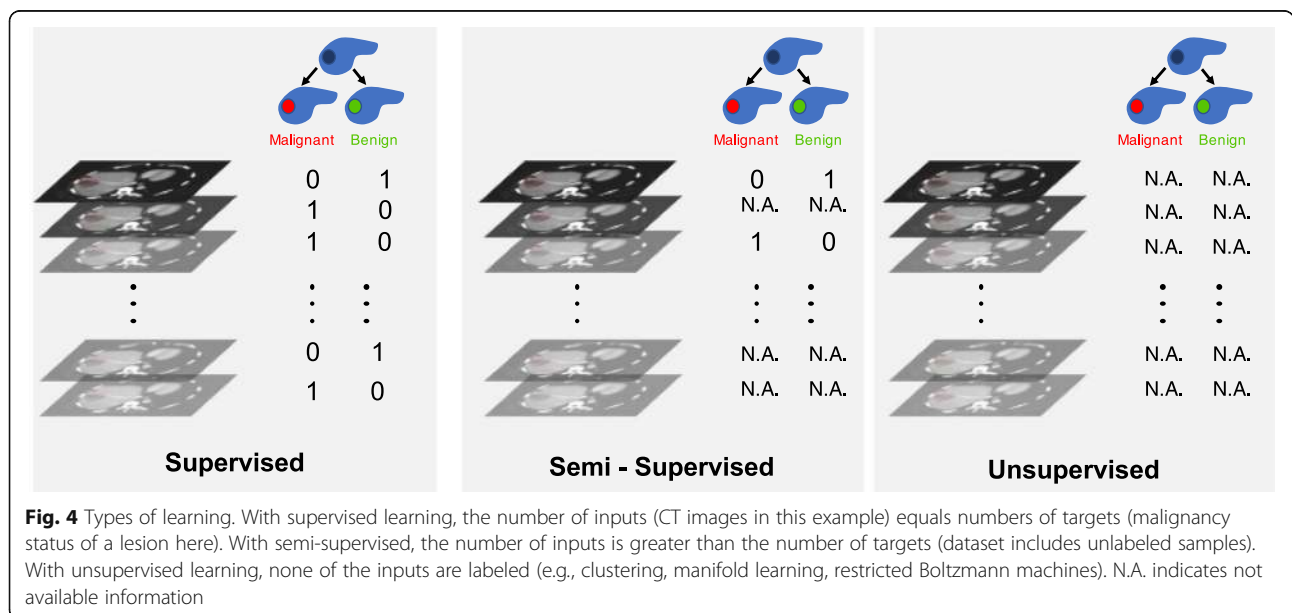 Malignant Benign
0 1
1 0
1 0
0 1
1 0
Supervised
Malignant Benign
0 1
N.A. N.A.
1 0
N.A. N.A.
N.A. N.A.
Semi - Supervised
Malignant Benign
N.A. N.A.
N.A. N.A.
N.A. N.A.
N.A. N.A.
N.A. N.A.
Unsupervised
Fig. 4 Types of learning. With supervised learning, the number of inputs (CT images in this example) equals numbers of targets (malignancy
status of a lesion here). With semi-supervised, the number of inputs is greater than the number of targets (dataset includes unlabeled samples).
With unsupervised learning, none of the inputs are labeled (e.g., clustering, manifold learning, restricted Boltzmann machines). N.A. indicates not
available information